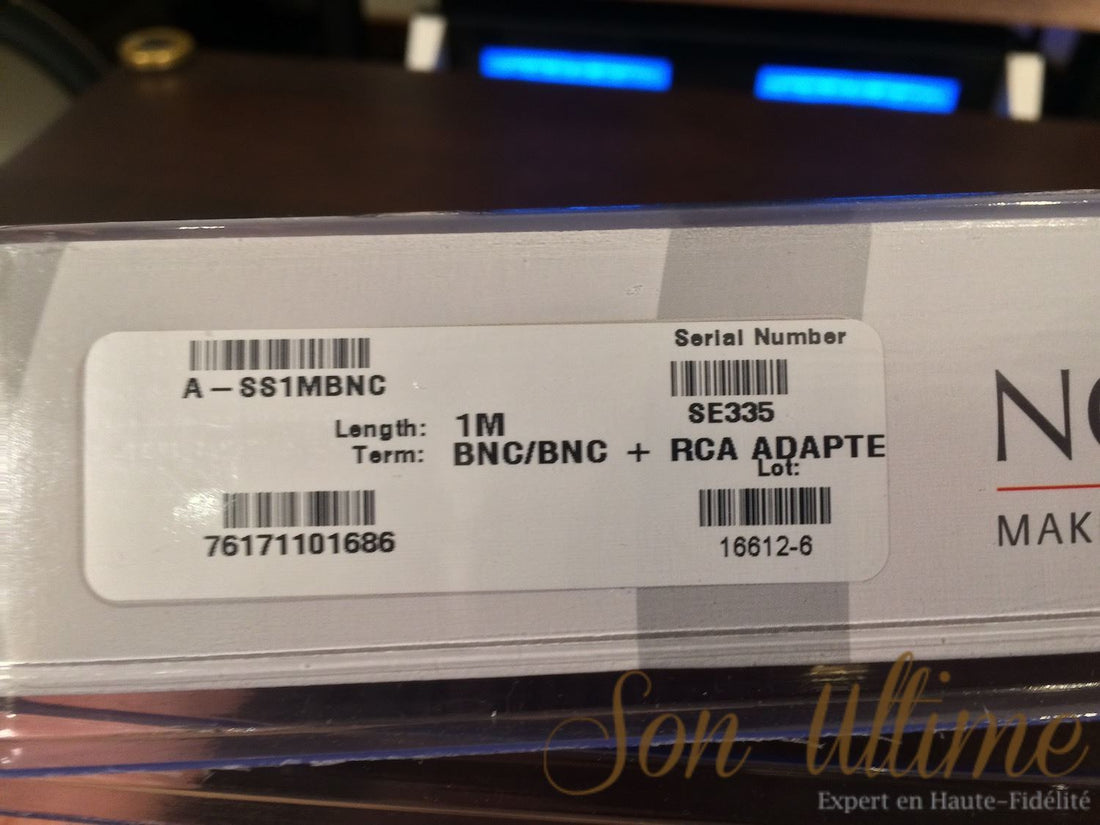 Serial Number
A-SS1MBNC
SE335
Length: 1M
Term: BNC/BNC + RCA ADAPTE
Lot:
76171101686
16612-6
N
MAK
Son Ultime
Expert en Haute-Fidélité